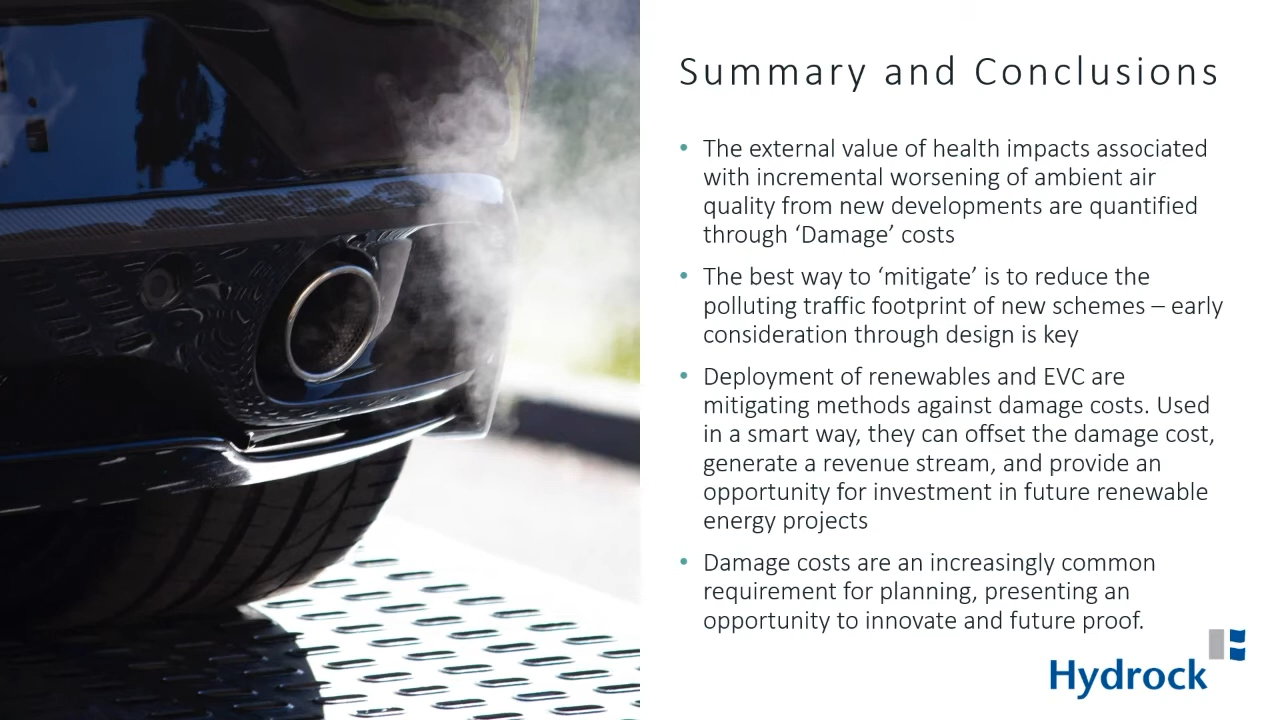 Summary and Conclusions
• The external value of health impacts associated
with incremental worsening of ambient air
quality from new developments are quantified
through ‘Damage’ costs
• The best way to ‘mitigate’ is to reduce the
polluting traffic footprint of new schemes – early
consideration through design is key
• Deployment of renewables and EVC are
mitigating methods against damage costs. Used
in a smart way, they can offset the damage cost,
generate a revenue stream, and provide an
opportunity for investment in future renewable
energy projects
• Damage costs are an increasingly common
requirement for planning, presenting an
opportunity to innovate and future proof.
Hydrock